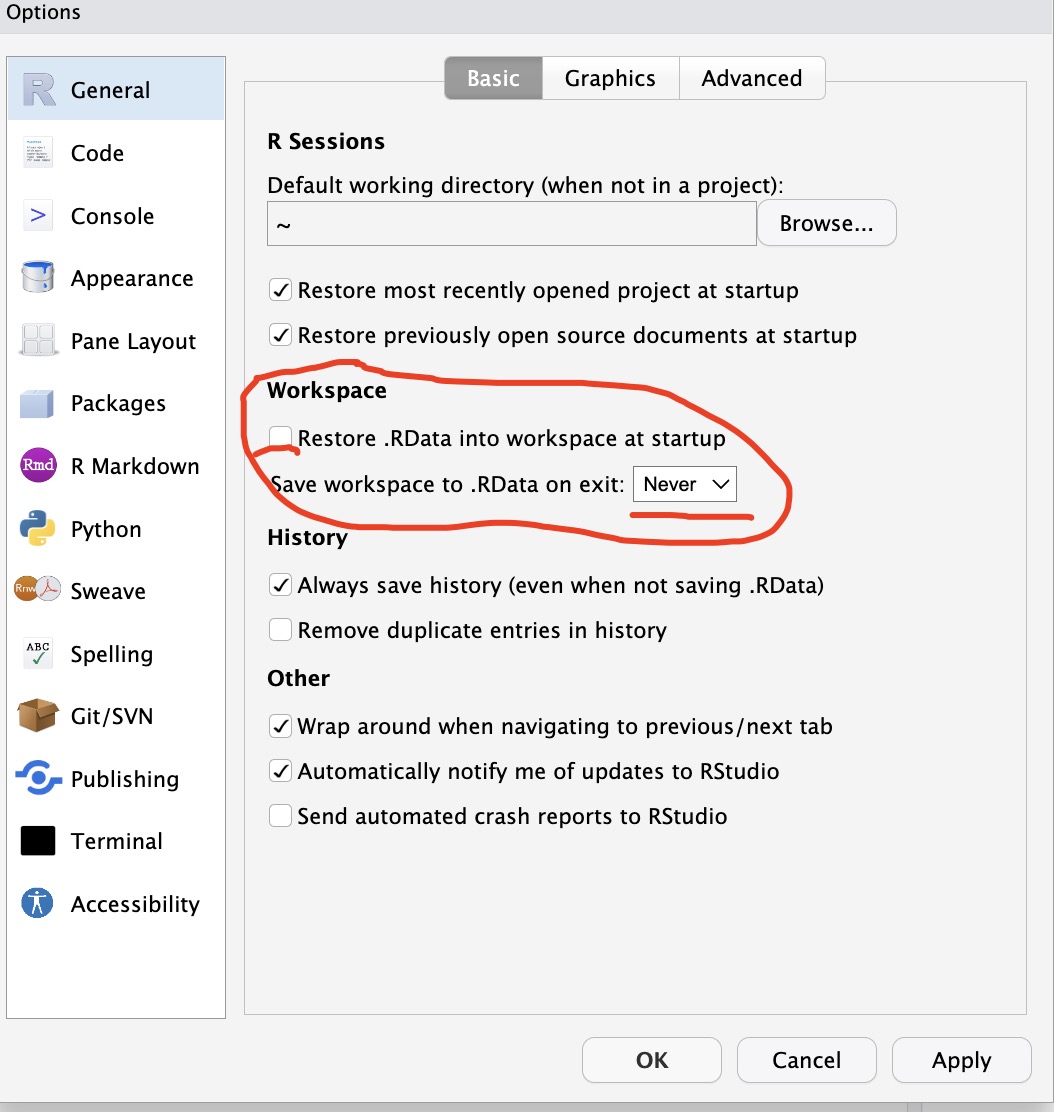 Options
General
Code
Console
Appearance
Pane Layout
Packages
Rmd
R Markdown
Python
Rnw
Sweave
ABC
Spelling
Git/SVN
Publishing
Terminal
Accessibility
Basic Graphics Advanced
R Sessions
Default working directory (when not in a project):
~ Browse...
Restore most recently opened project at startup
Restore previously open source documents at startup
Workspace
Restore .RData into workspace at startup
Save workspace to .RData on exit: Never
History
Always save history (even when not saving .RData)
Remove duplicate entries in history
Other
Wrap around when navigating to previous/next tab
Automatically notify me of updates to RStudio
Send automated crash reports to RStudio
OK Cancel Apply